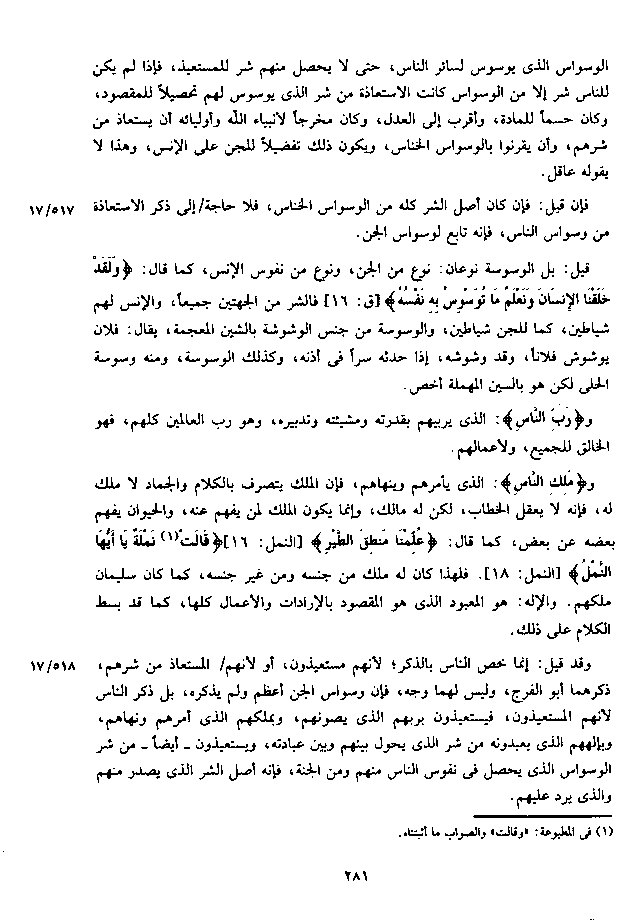 الوسواس الذى يوسوس لسائر الناس، حتى لا يحصل منهم شر للمستعيذ، فإذا لم يكن
للناس شر إلا من الوسواس كانت الاستعاذة من شر الذى يوسوس لهم تحصيلاً للمقصود،
وكان حسماً للمادة، وأقرب إلى العدل، وكان مخرجاً لأنبياء الله وأوليائه أن يستعاذ من
شرهم، وأن يقرنوا بالوسواس الخناس، ويكون ذلك تفضيلاً للجن على الإنس، وهذا لا
يقوله عاقل.
فإن قيل: فإن كان أصل الشر كله من الوسواس الخناس، فلا حاجة/ إلى ذكر الاستعاذة ١٧/٥١٧
من وسواس الناس، فإنه تابع لوسواس الجن.
قيل: بل الوسوسة نوعان: نوع من الجن، ونوع من نفوس الإنس، كما قال: ﴿وَلَقَدْ
خَلَقْنَا الإِنسَانَ وَنَعْلَمُ مَا تُوَسْوِسُ بِهِ نَفْسُهُ﴾ [ق: ١٦] فالشر من الجهتين جميعاً، والإنس لهم
شياطين، كما للجن شياطين، والوسوسة من جنس الوشوشة بالشين المعجمة، يقال: فلان
يوشوش فلاناً، وقد وشوشه، إذا حدثه سراً فى أذنه، وكذلك الوسوسة، ومنه وسوسة
الحلى لكن هو بالسين المهملة أخص.
و﴿رَبِّ النَّاسِ﴾: الذى يربيهم بقدرته ومشيئته وتدبيره، وهو رب العالمين كلهم، فهو
الخالق للجميع، ولأعمالهم.
و﴿مَلِكِ النَّاسِ﴾: الذى يأمرهم وينهاهم، فإن الملك يتصرف بالكلام والجماد لا ملك
له، فإنه لا يعقل الخطاب، لكن له مالك، وإنما يكون الملك لمن يفهم عنه، والحيوان يفهم
بعضه عن بعض، كما قال: ﴿عُلِّمْنَا مَنطِقَ الطَّيْرِ﴾ [النمل: ١٦]﴿قَالَتْ(١) نَمْلَةٌ يَا أَيُّهَا
النَّمْلُ﴾ [النمل: ١٨]. فلهذا كان له ملك من جنسه ومن غير جنسه، كما كان سليمان
ملكهم. والإله: هو المعبود الذى هو المقصود بالإرادات والأعمال كلها، كما قد بسط
الكلام على ذلك.
وقد قيل: إنما خص الناس بالذكر؛ لأنهم مستعيذون، أو لأنهم/ المستعاذ من شرهم، ١٧/٥١٨
ذكرهما أبو الفرج، وليس لهما وجه، فإن وسواس الجن أعظم ولم يذكره، بل ذكر الناس
لأنهم المستعيذون، فيستعيذون بربهم الذى يصونهم، وبملكهم الذى أمرهم ونهاهم،
وبإلههم الذى يعبدونه من شر الذى يحول بينهم وبين عبادته، ويستعيذون ـ أيضاً ـ من شر
الوسواس الذى يحصل فى نفوس الناس منهم ومن الجنة، فإنه أصل الشر الذى يصدر منهم
والذى يرد عليهم.
(١) فى المطبوعة: «وقالت» والصواب ما أثبتناه.
٢٨١